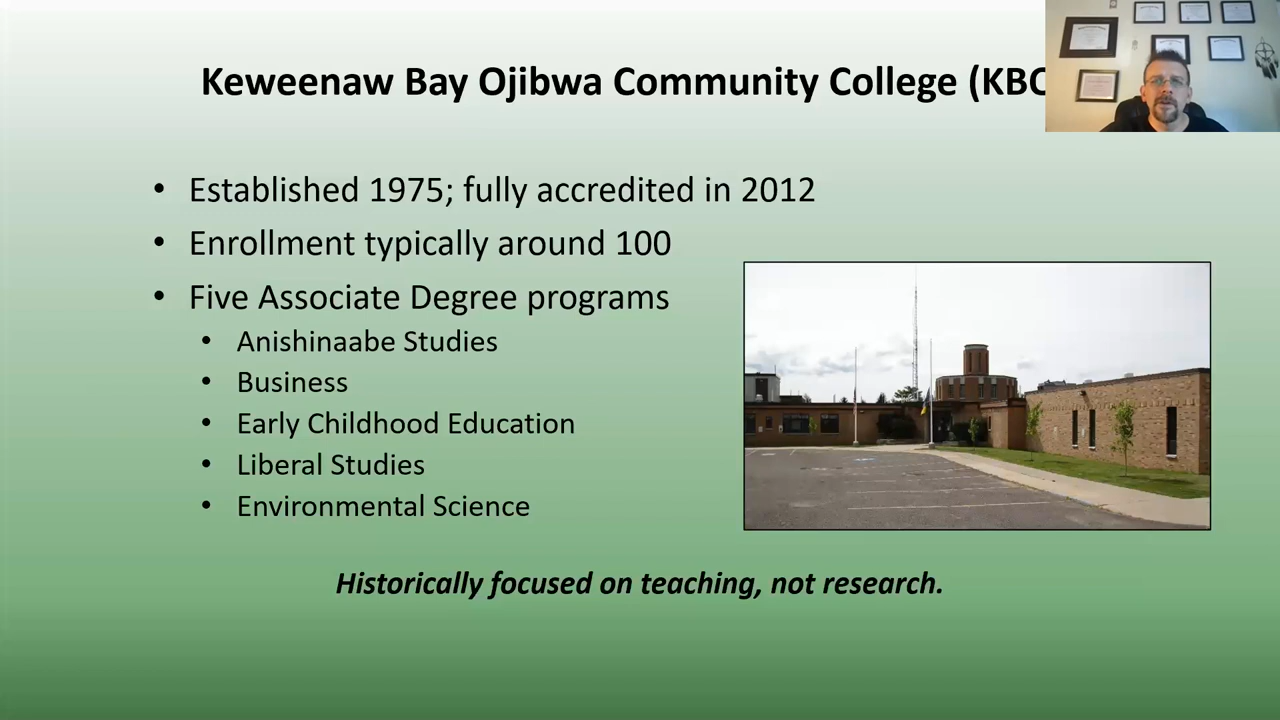 Keweenaw Bay Ojibwa Community College (KBO
• Established 1975; fully accredited in 2012
• Enrollment typically around 100
• Five Associate Degree programs
• Anishinaabe Studies
• Business
• Early Childhood Education
• Liberal Studies
• Environmental Science
Historically focused on teaching, not research.